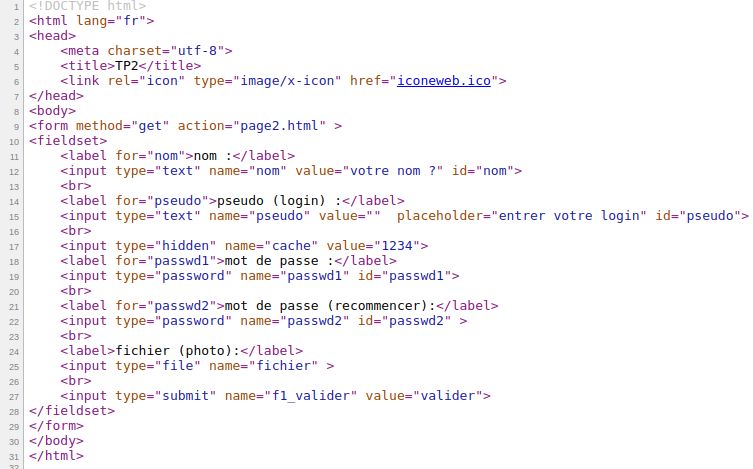 1 <!DOCTYPE html>
2 <html lang="fr">
3 <head>
4     <meta charset="utf-8">
5     <title>TP2</title>
6     <link rel="icon" type="image/x-icon" href="iconeweb.ico">
7 </head>
8 <body>
9 <form method="get" action="page2.html" >
10 <fieldset>
11     <label for="nom">nom :</label>
12     <input type="text" name="nom" value="votre nom ?" id="nom">
13     <br>
14     <label for="pseudo">pseudo (login) :</label>
15     <input type="text" name="pseudo" value=""  placeholder="entrer votre login" id="pseudo">
16     <br>
17     <input type="hidden" name="cache" value="1234">
18     <label for="passwd1">mot de passe :</label>
19     <input type="password" name="passwd1" id="passwd1">
20     <br>
21     <label for="passwd2">mot de passe (recommencer):</label>
22     <input type="password" name="passwd2" id="passwd2" >
23     <br>
24     <label>fichier (photo):</label>
25     <input type="file" name="fichier" >
26     <br>
27     <input type="submit" name="f1_valider" value="valider">
28 </fieldset>
29 </form>
30 </body>
31 </html>
32